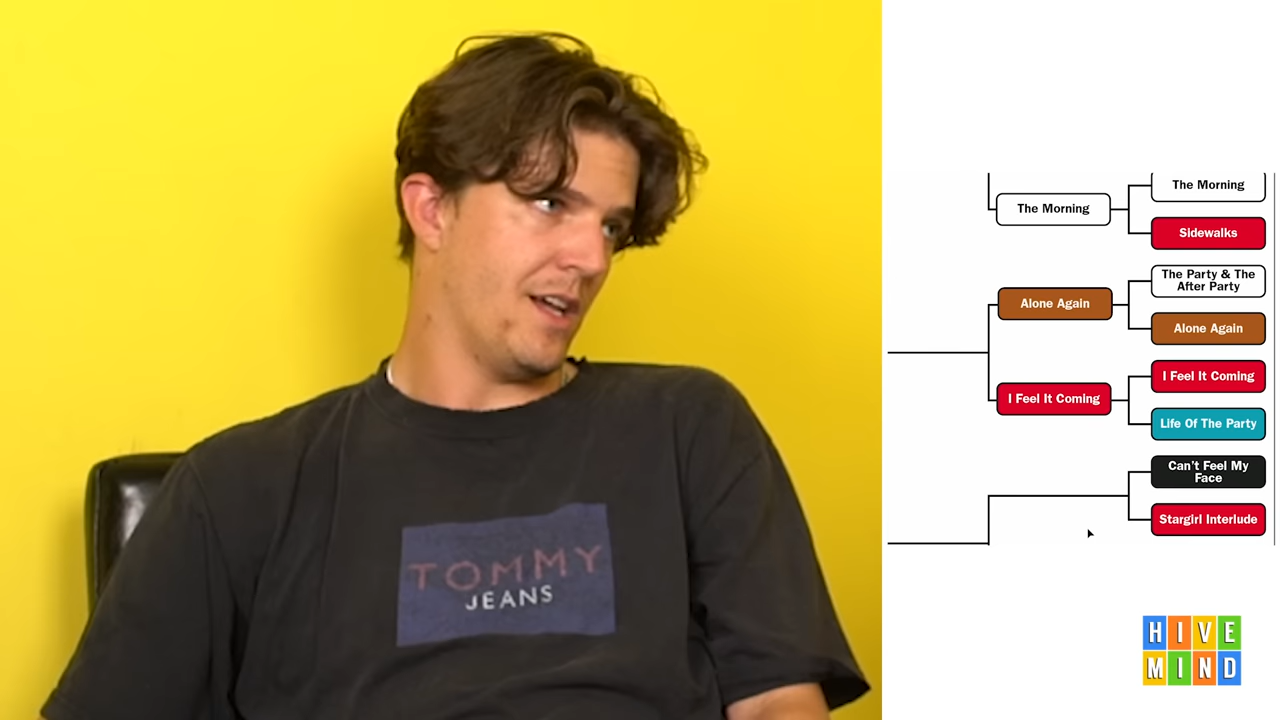 TOMMY
JEANS
The Morning
The Morning
Sidewalks
Alone Again
The Party & The
After Party
Alone Again
I Feel It Coming
I Feel It Coming
Life Of The Party
Can't Feel My
Face
Stargirl Interlude
HIVE
MIND